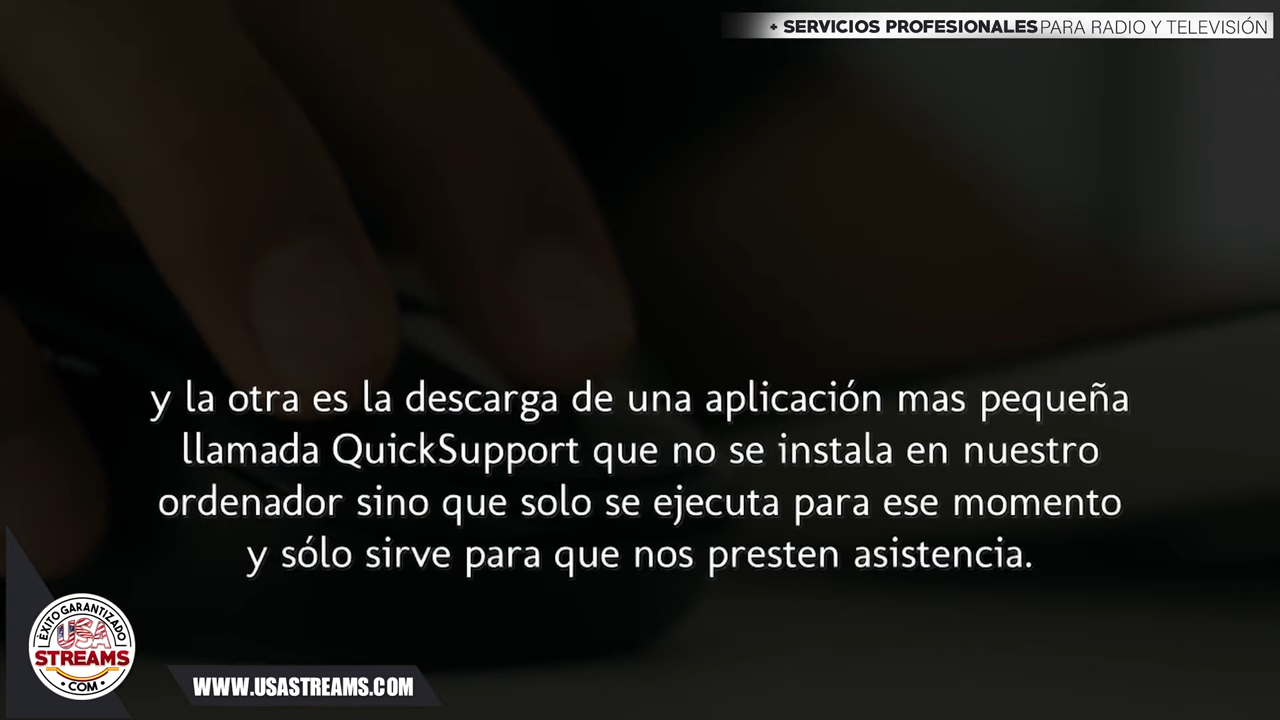 + SERVICIOS PROFESIONALES PARA RADIO Y TELEVISIÓN
y la otra es la descarga de una aplicación mas pequeña
llamada QuickSupport que no se instala en nuestro
ordenador sino que solo se ejecuta para ese momento
y sólo sirve para que nos presten asistencia.
ÉXITO GARANTIZADO
USA
STREAMS
• COM •
WWW.USASTREAMS.COM